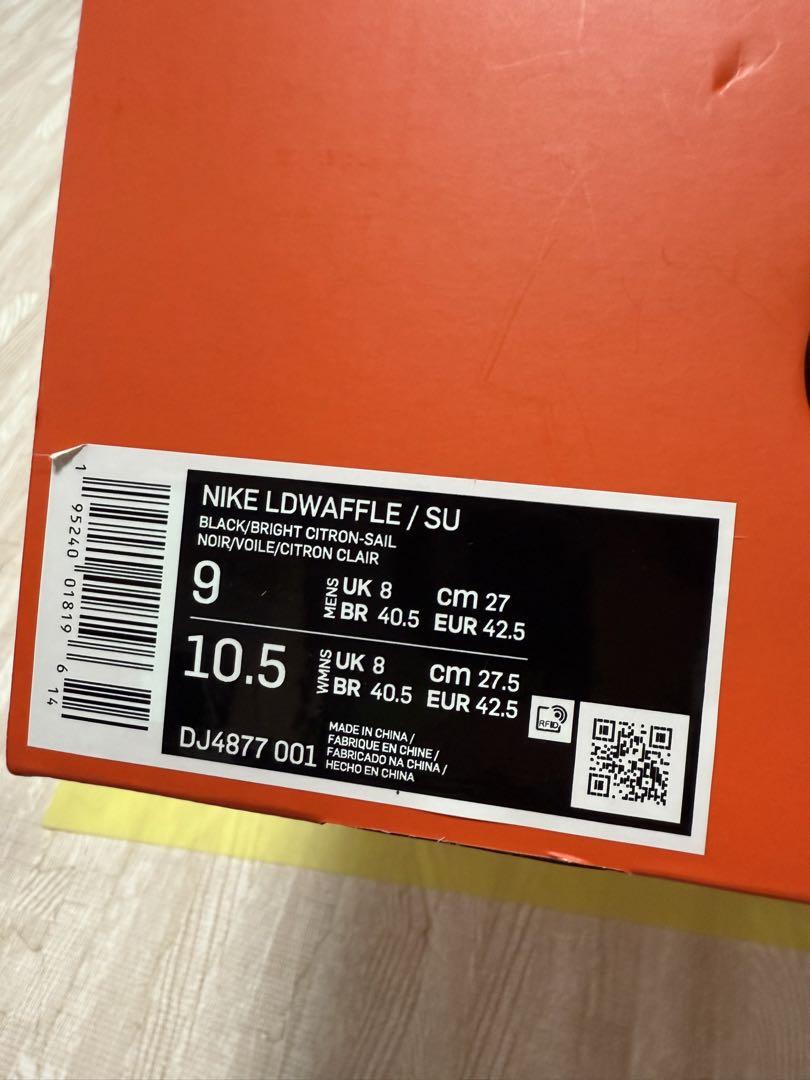 NIKE LDWAFFLE / SU
BLACK/BRIGHT CITRON-SAIL
NOIR/VOILE/CITRON CLAIR
9
MENS
UK 8
cm 27
BR 40.5
EUR 42.5
10.5
WMNS
UK 8
cm 27.5
BR 40.5
EUR 42.5
DJ4877 001
MADE IN CHINA /
FABRIQUE EN CHINE /
FABRICADO NA CHINA /
HECHO EN CHINA
RFID
1 95240 01819 6 14